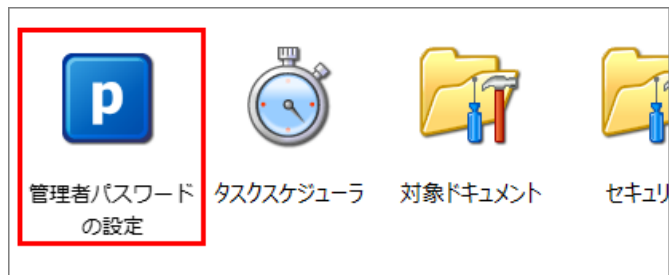 p
管理者パスワード
の設定
タスクスケジューラ
対象ドキュメント
セキュリ